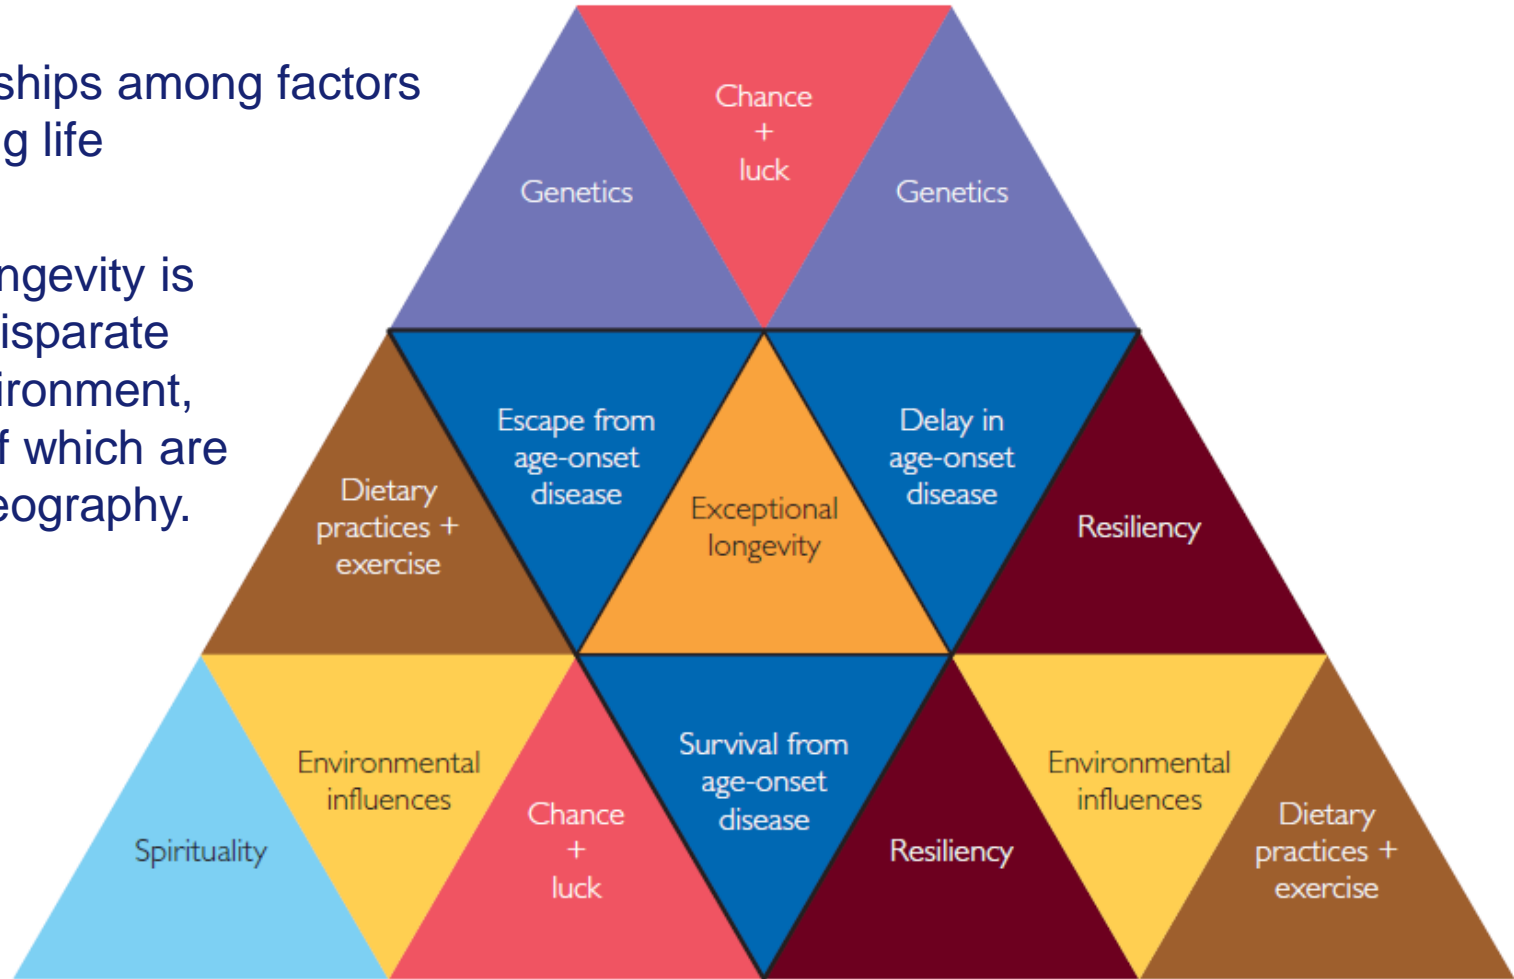 ships among factors
g life
ngevity is
isparate
ironment,
f which are
eography.
Chance
+
luck
Genetics
Genetics
Escape from
age-onset
disease
Delay in
age-onset
disease
Dietary
practices +
exercise
Exceptional
longevity
Resiliency
Spirituality
Environmental
influences
Chance
+
luck
Survival from
age-onset
disease
Resiliency
Environmental
influences
Dietary
practices +
exercise